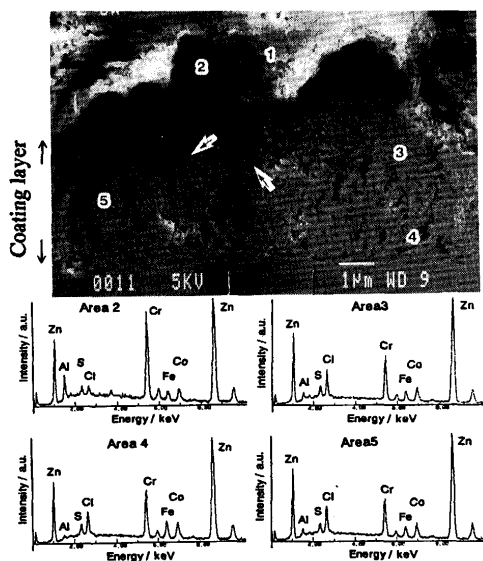 Coating layer
1
2
3
4
5
0011 5KV 1μm WD 9
Area 2
Intensity / a.u.
Zn
Al
S
Cl
Cr
Fe
Co
Zn
Energy / keV
Area3
Intensity / a.u.
Zn
Al
S
Cl
Cr
Fe
Co
Zn
Energy / keV
Area 4
Intensity / a.u.
Zn
Al
S
Cl
Cr
Fe
Co
Zn
Energy / keV
Area5
Intensity / a.u.
Zn
Al
S
Cl
Cr
Fe
Co
Zn
Energy / keV